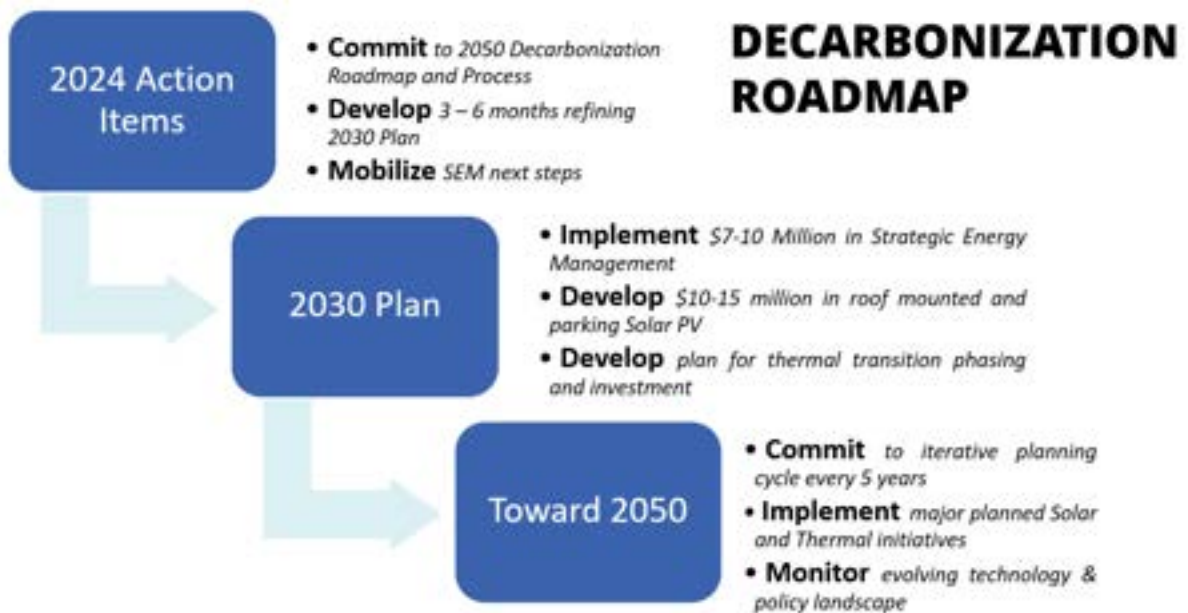 DECARBONIZATION
ROADMAP
2024 Action
Items
• Commit to 2050 Decarbonization
Roadmap and Process
• Develop 3 – 6 months refining
2030 Plan
• Mobilize SEM next steps
2030 Plan
• Implement $7-10 Million in Strategic Energy
Management
• Develop $10-15 million in roof mounted and
parking Solar PV
• Develop plan for thermal transition phasing
and investment
Toward 2050
• Commit to iterative planning
cycle every 5 years
• Implement major planned Solar
and Thermal initiatives
• Monitor evolving technology &
policy landscape